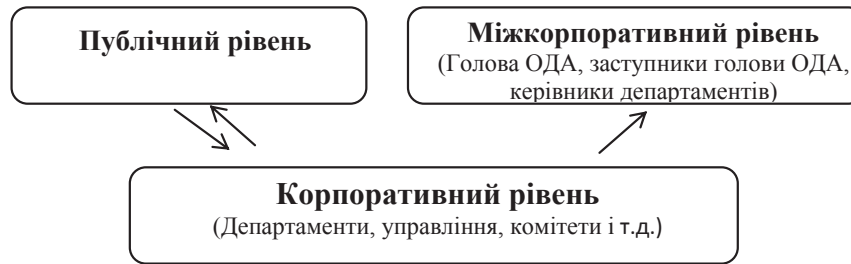 Публічний рівень
Міжкорпоративний рівень
(Голова ОДА, заступники голови ОДА,
керівники департаментів)
Корпоративний рівень
(Департаменти, управління, комітети і т.д.)